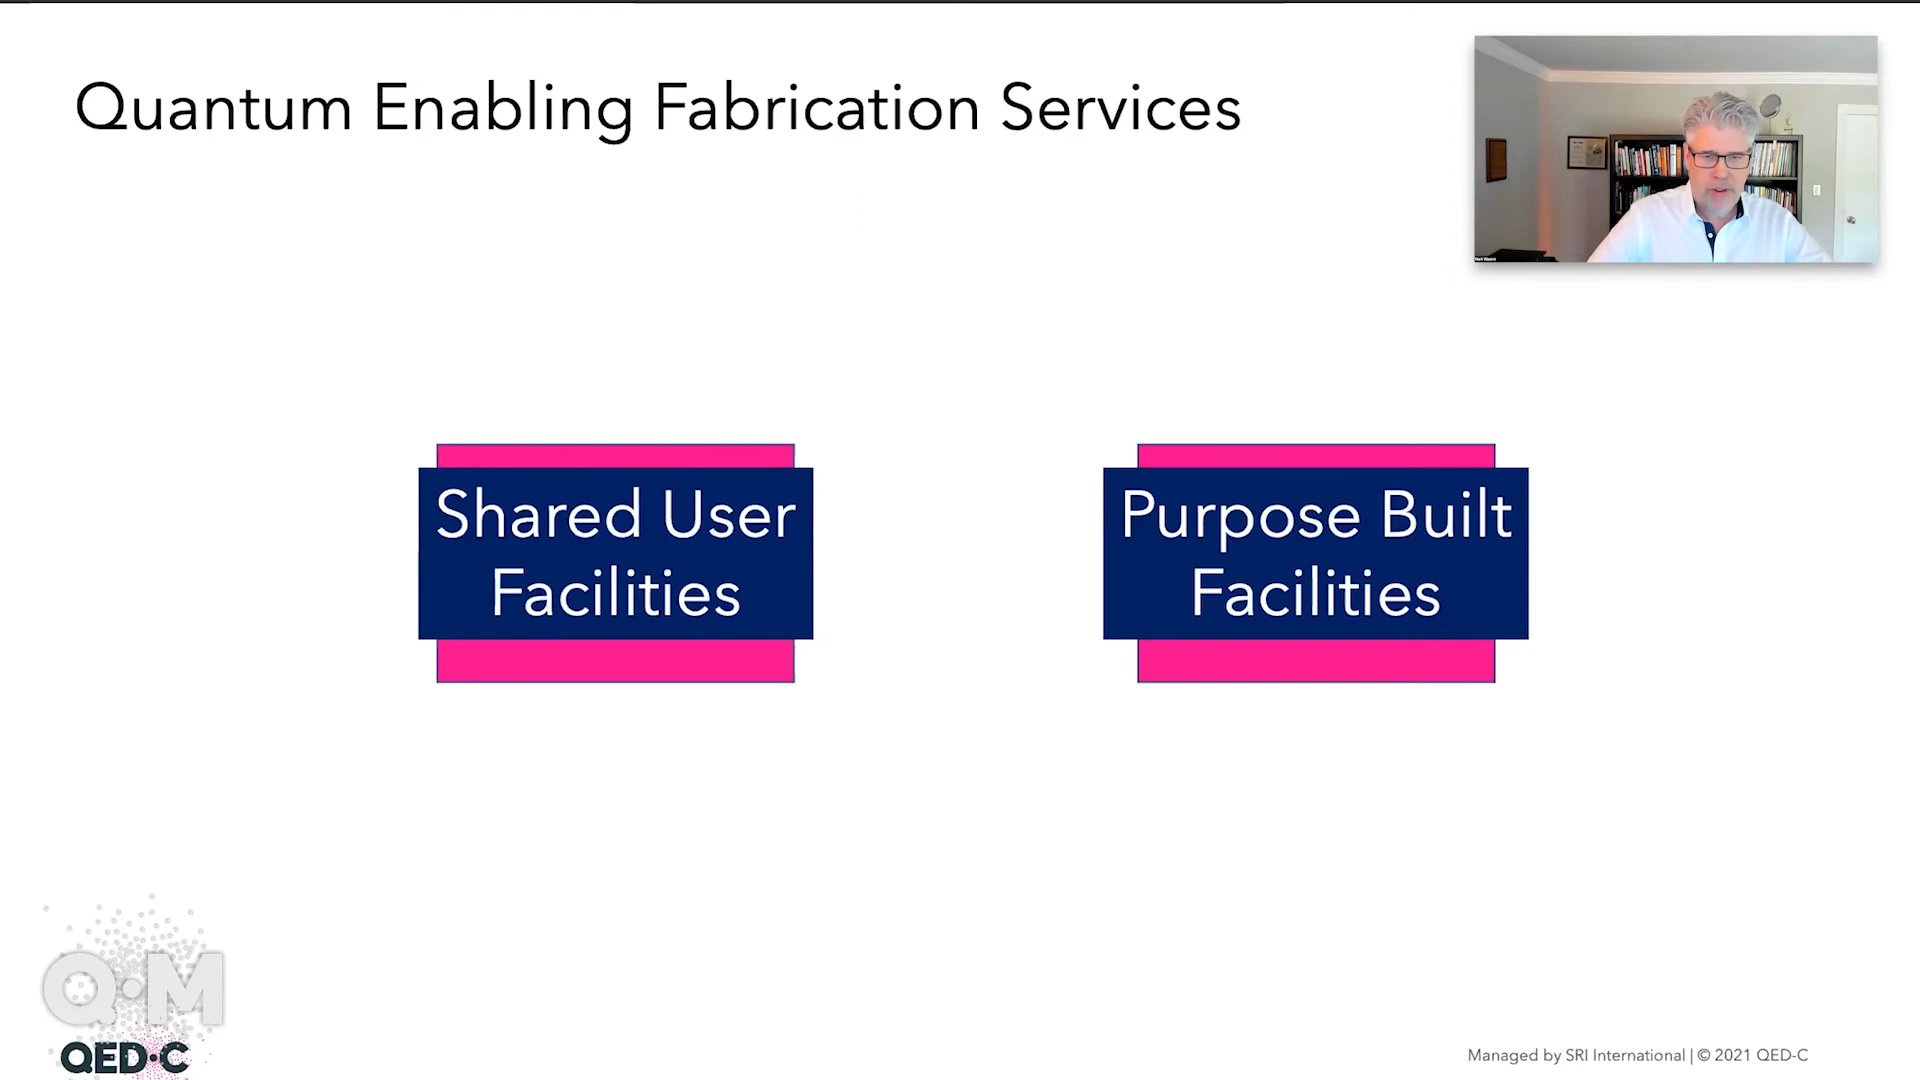 Quantum Enabling Fabrication Services
Shared User
Facilities
Purpose Built
Facilities
Q·M
QED·C
Managed by SRI International | © 2021 QED-C